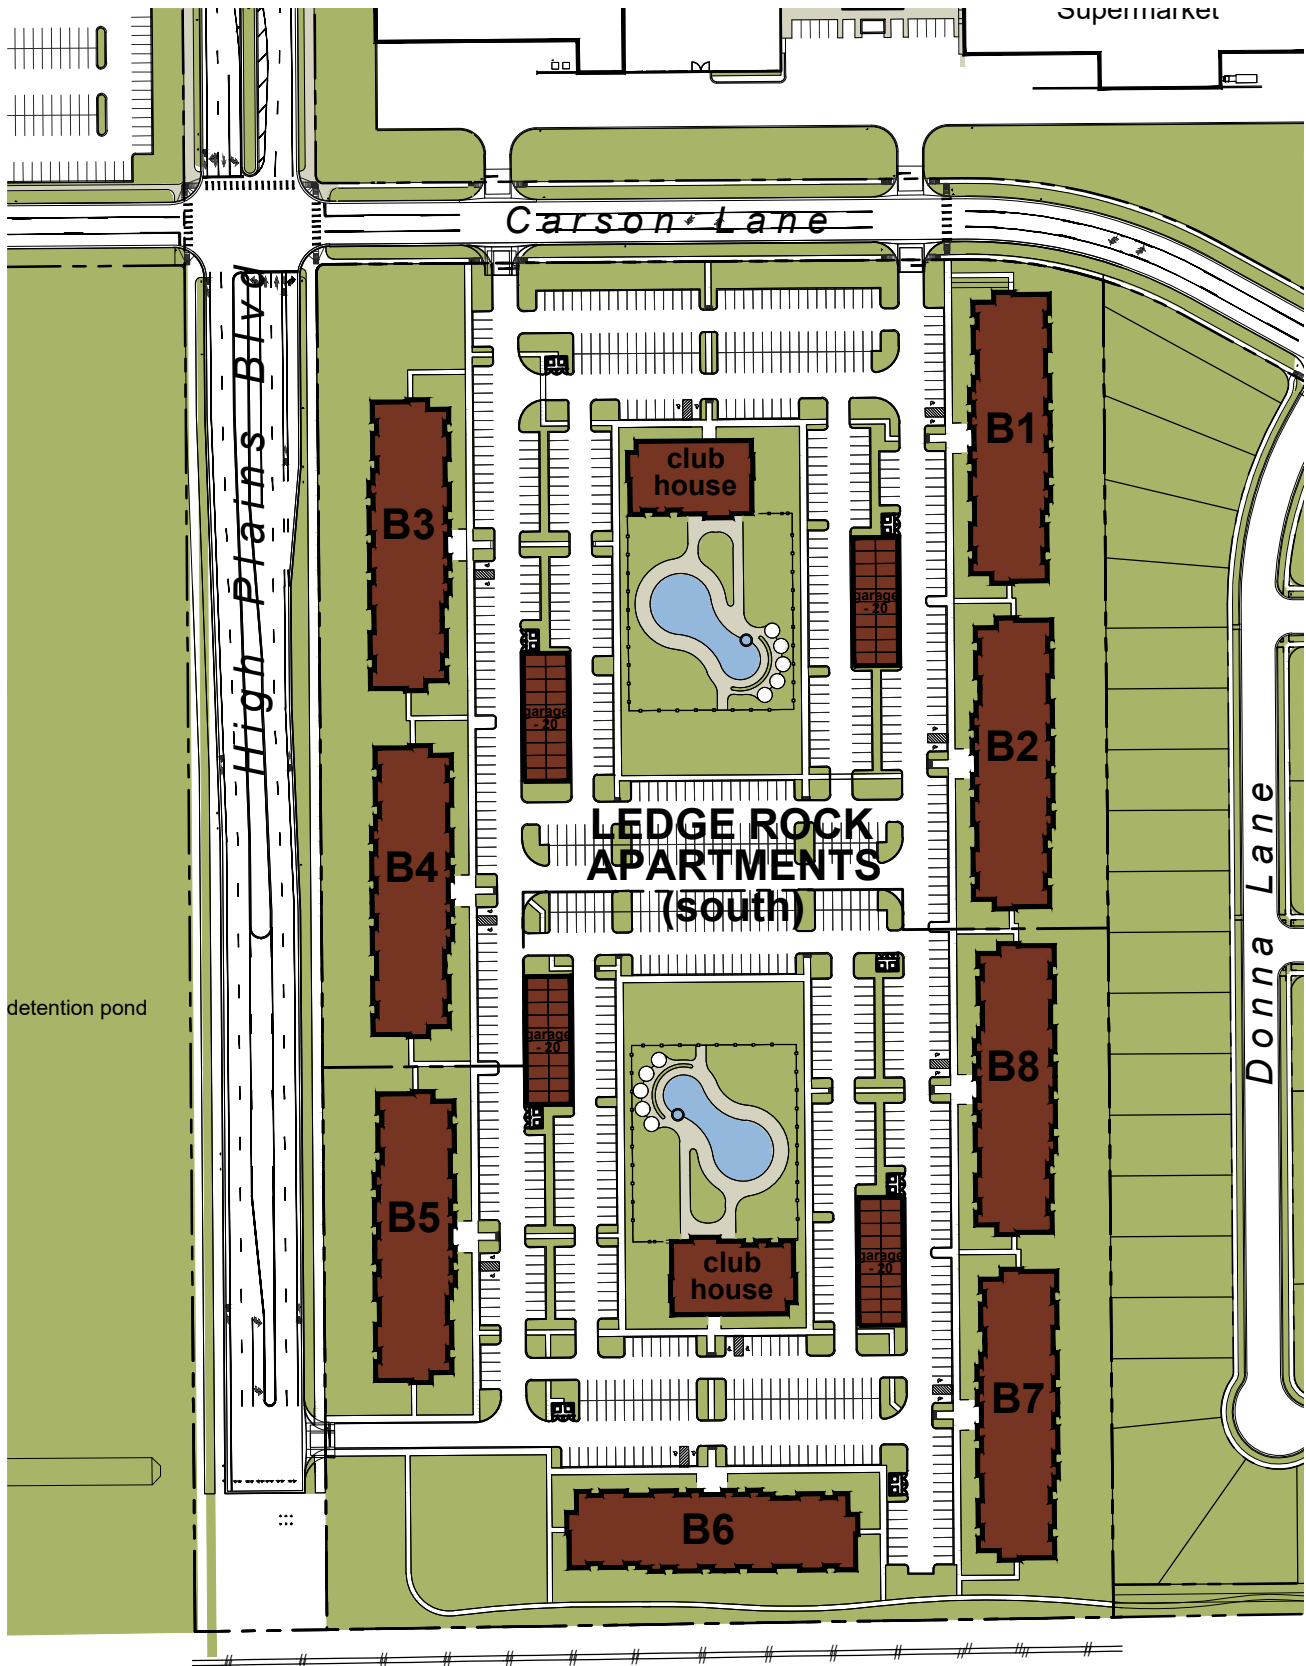 Supermarket
Carson Lane
High Plains Blvd
B1
club
house
B3
garage
- 20
B2
garage
- 20
LEDGE ROCK
APARTMENTS
(south)
B4
Donna Lane
detention pond
garage
- 20
B8
B5
garage
- 20
club
house
B7
B6